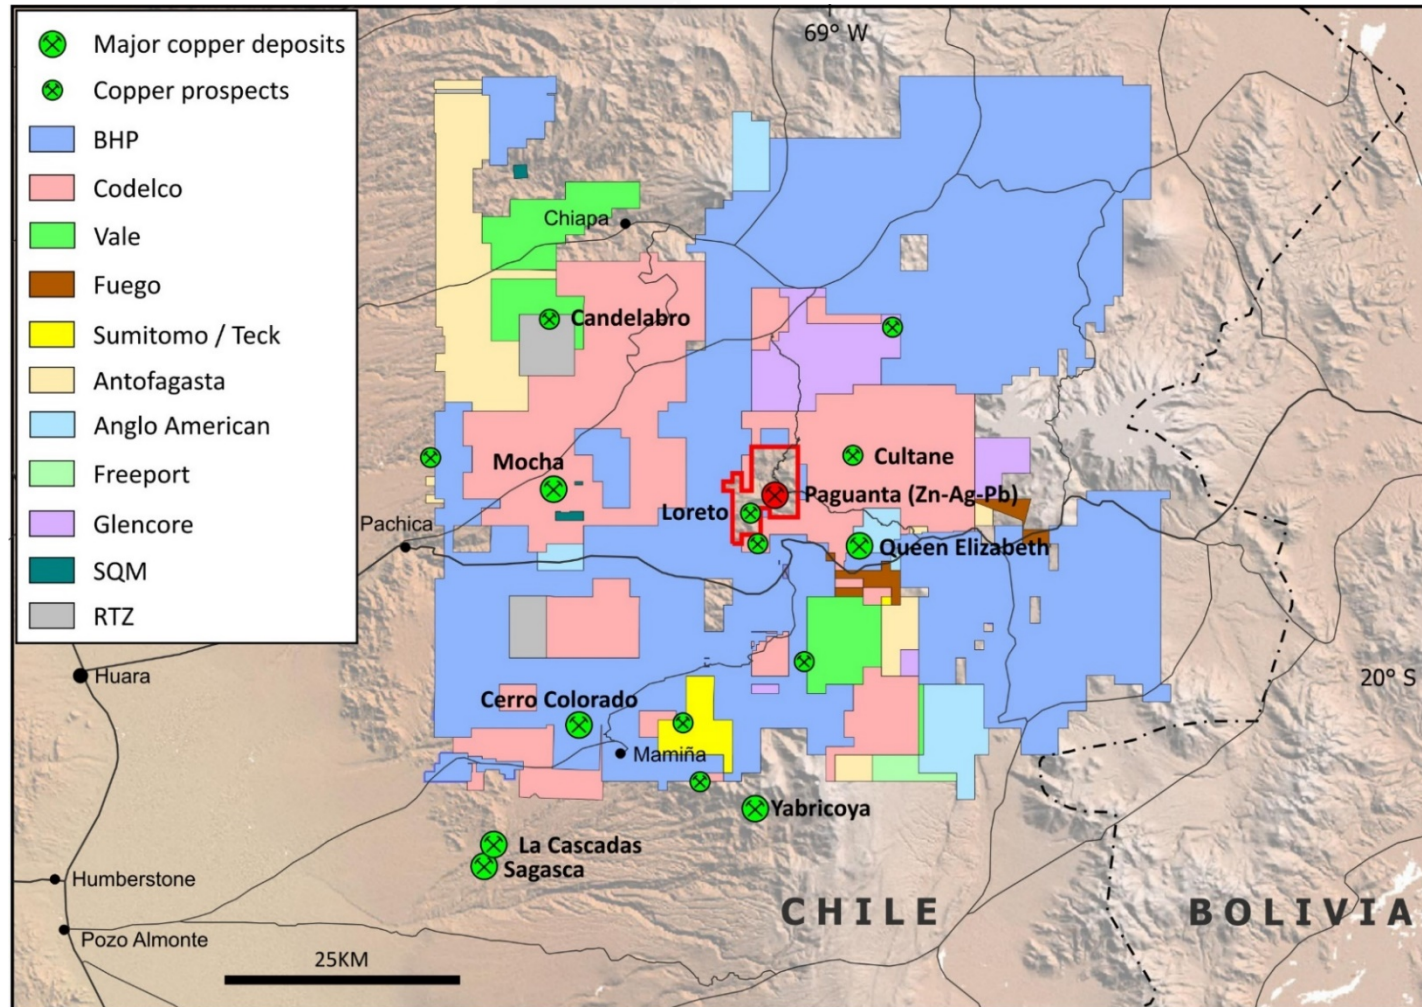 69° W
Major copper deposits
Copper prospects
BHP
Codelco
Vale
Fuego
Sumitomo / Teck
Antofagasta
Anglo American
Freeport
Glencore
SQM
RTZ
Chiapa
Candelabro
Mocha
Cultane
Paguanta (Zn-Ag-Pb)
Loreto
Pachica
Queen Elizabeth
Huara
20° S
Cerro Colorado
Mamiña
Yabricoya
La Cascadas
Sagasca
Humberstone
CHILE
BOLIVIA
Pozo Almonte
25KM